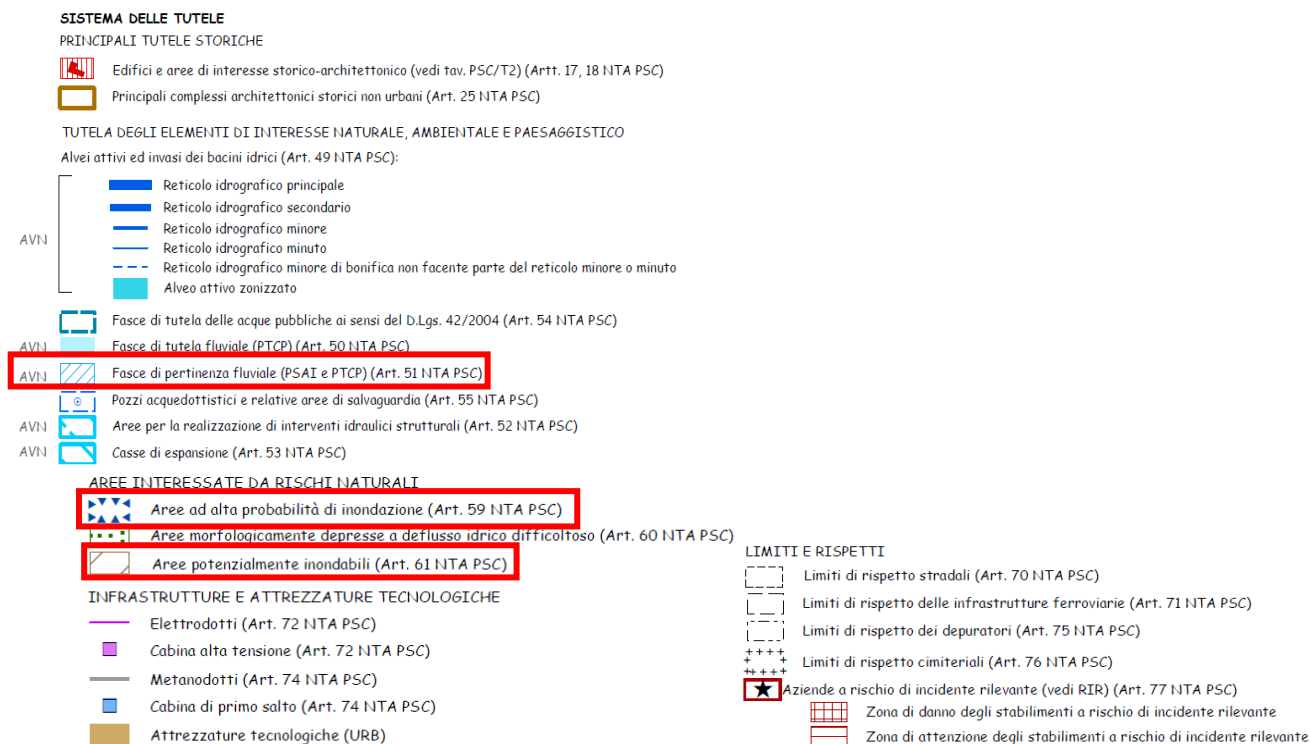 SISTEMA DELLE TUTELE
PRINCIPALI TUTELE STORICHE
Edifici e aree di interesse storico-architettonico (vedi tav. PSC/T2) (Artt. 17, 18 NTA PSC)
Principali complessi architettonici storici non urbani (Art. 25 NTA PSC)
TUTELA DEGLI ELEMENTI DI INTERESSE NATURALE, AMBIENTALE E PAESAGGISTICO
Alvei attivi ed invasi dei bacini idrici (Art. 49 NTA PSC):
Reticolo idrografico principale
Reticolo idrografico secondario
Reticolo idrografico minore
AVN
Reticolo idrografico minuto
Reticolo idrografico minore di bonifica non facente parte del reticolo minore o minuto
Alveo attivo zonizzato
Fasce di tutela delle acque pubbliche ai sensi del D.Lgs. 42/2004 (Art. 54 NTA PSC)
AVN Fasce di tutela fluviale (PTCP) (Art. 50 NTA PSC)
AVN Fasce di pertinenza fluviale (PSAI e PTCP) (Art. 51 NTA PSC)
Pozzi acquedottistici e relative aree di salvaguardia (Art. 55 NTA PSC)
AVN Aree per la realizzazione di interventi idraulici strutturali (Art. 52 NTA PSC)
AVN Casse di espansione (Art. 53 NTA PSC)
AREE INTERESSATE DA RISCHI NATURALI
Aree ad alta probabilità di inondazione (Art. 59 NTA PSC)
Aree morfologicamente depresse a deflusso idrico difficoltoso (Art. 60 NTA PSC)
Aree potenzialmente inondabili (Art. 61 NTA PSC)
INFRASTRUTTURE E ATTREZZATURE TECNOLOGICHE
Elettrodotti (Art. 72 NTA PSC)
Cabina alta tensione (Art. 72 NTA PSC)
Metanodotti (Art. 74 NTA PSC)
Cabina di primo salto (Art. 74 NTA PSC)
Attrezzature tecnologiche (URB)
LIMITI E RISPETTI
Limiti di rispetto stradali (Art. 70 NTA PSC)
Limiti di rispetto delle infrastrutture ferroviarie (Art. 71 NTA PSC)
Limiti di rispetto dei depuratori (Art. 75 NTA PSC)
Limiti di rispetto cimiteriali (Art. 76 NTA PSC)
Aziende a rischio di incidente rilevante (vedi RIR) (Art. 77 NTA PSC)
Zona di danno degli stabilimenti a rischio di incidente rilevante
Zona di attenzione degli stabilimenti a rischio di incidente rilevante